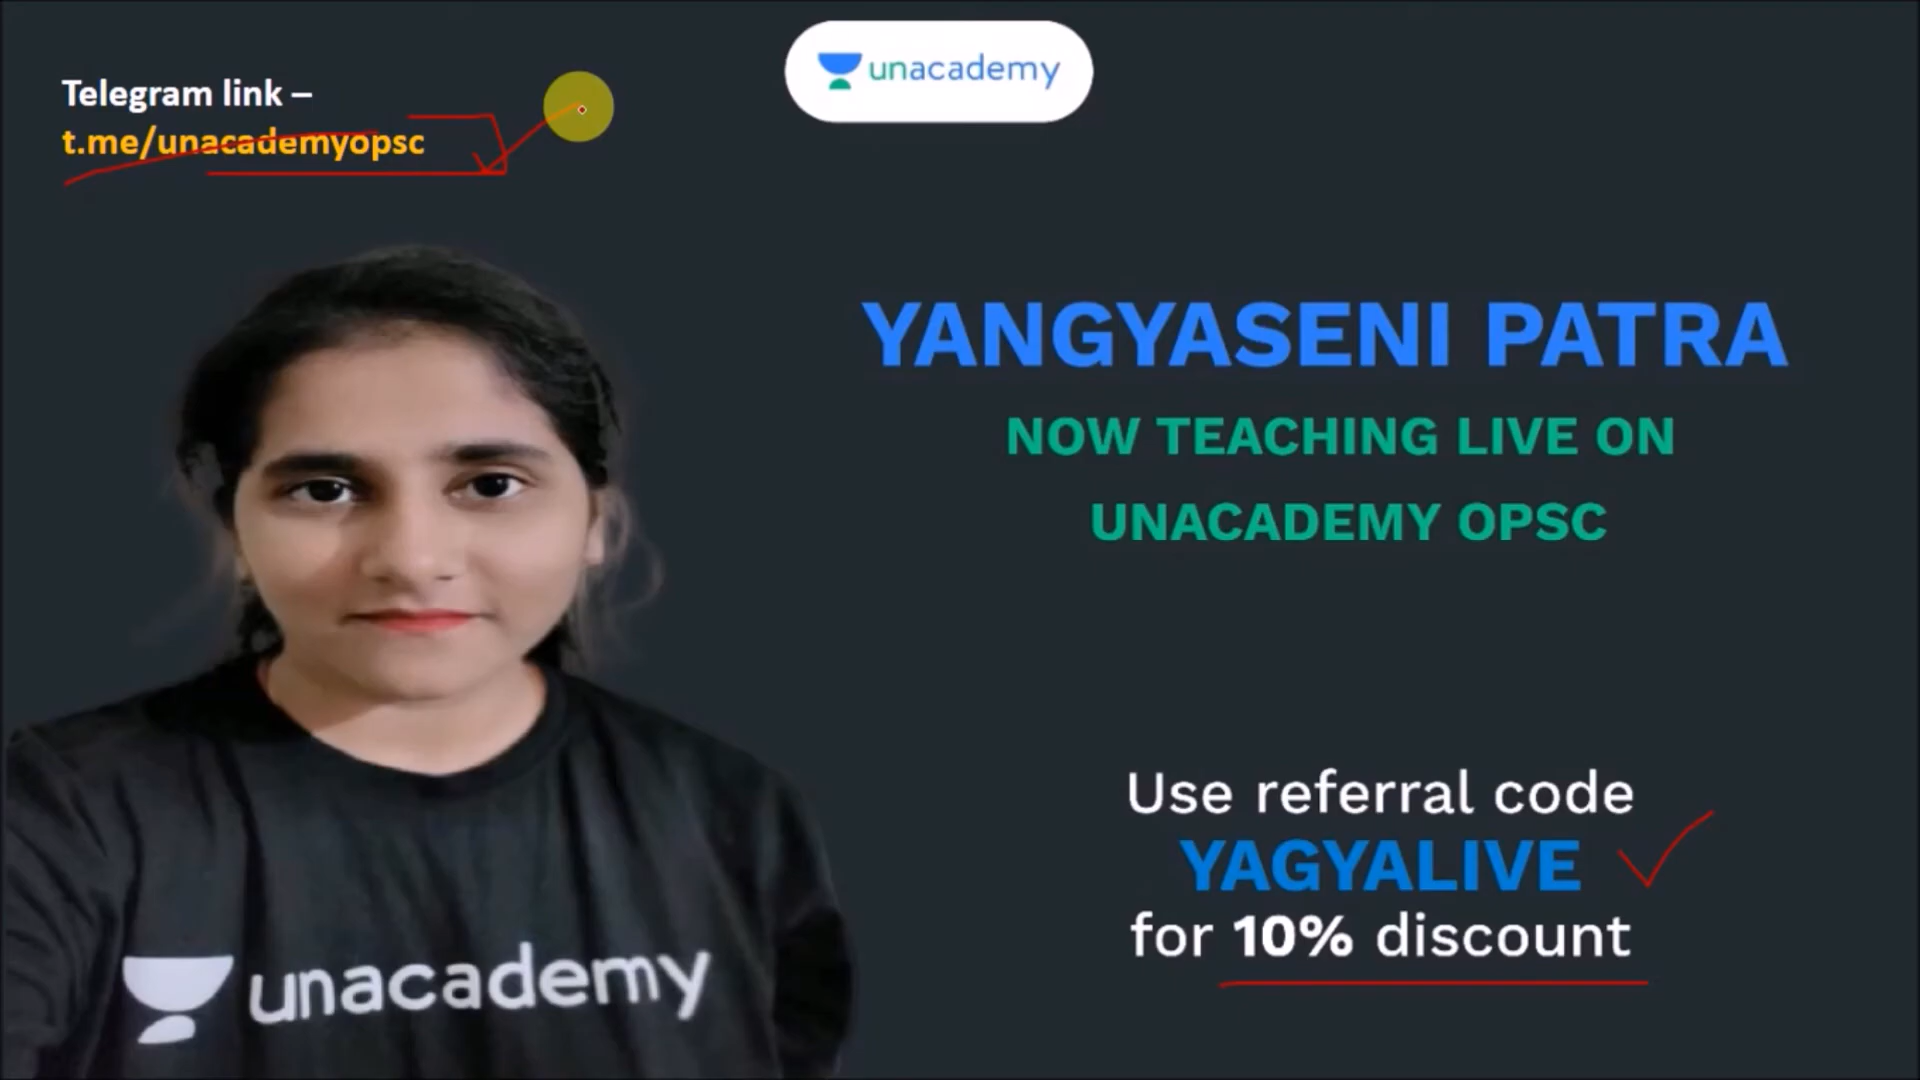 Telegram link –
t.me/unacademyopsc
unacademy
YANGYASENI PATRA
NOW TEACHING LIVE ON
UNACADEMY OPSC
Use referral code
YAGYALIVE
for 10% discount
unacademy